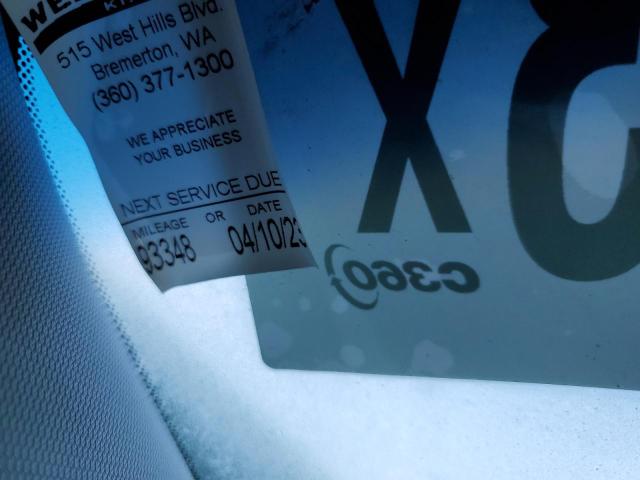 515 West Hills Blvd.
Bremerton, WA
(360) 377-1300
WE APPRECIATE
YOUR BUSINESS
NEXT SERVICE DUE
MILEAGE OR DATE
93348 04/10/23
X
c360